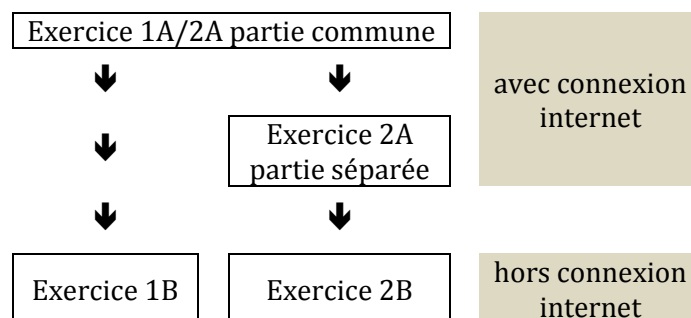 Exercice 1A/2A partie commune
avec connexion
internet
Exercice 2A
partie séparée
Exercice 1B
Exercice 2B
hors connexion
internet